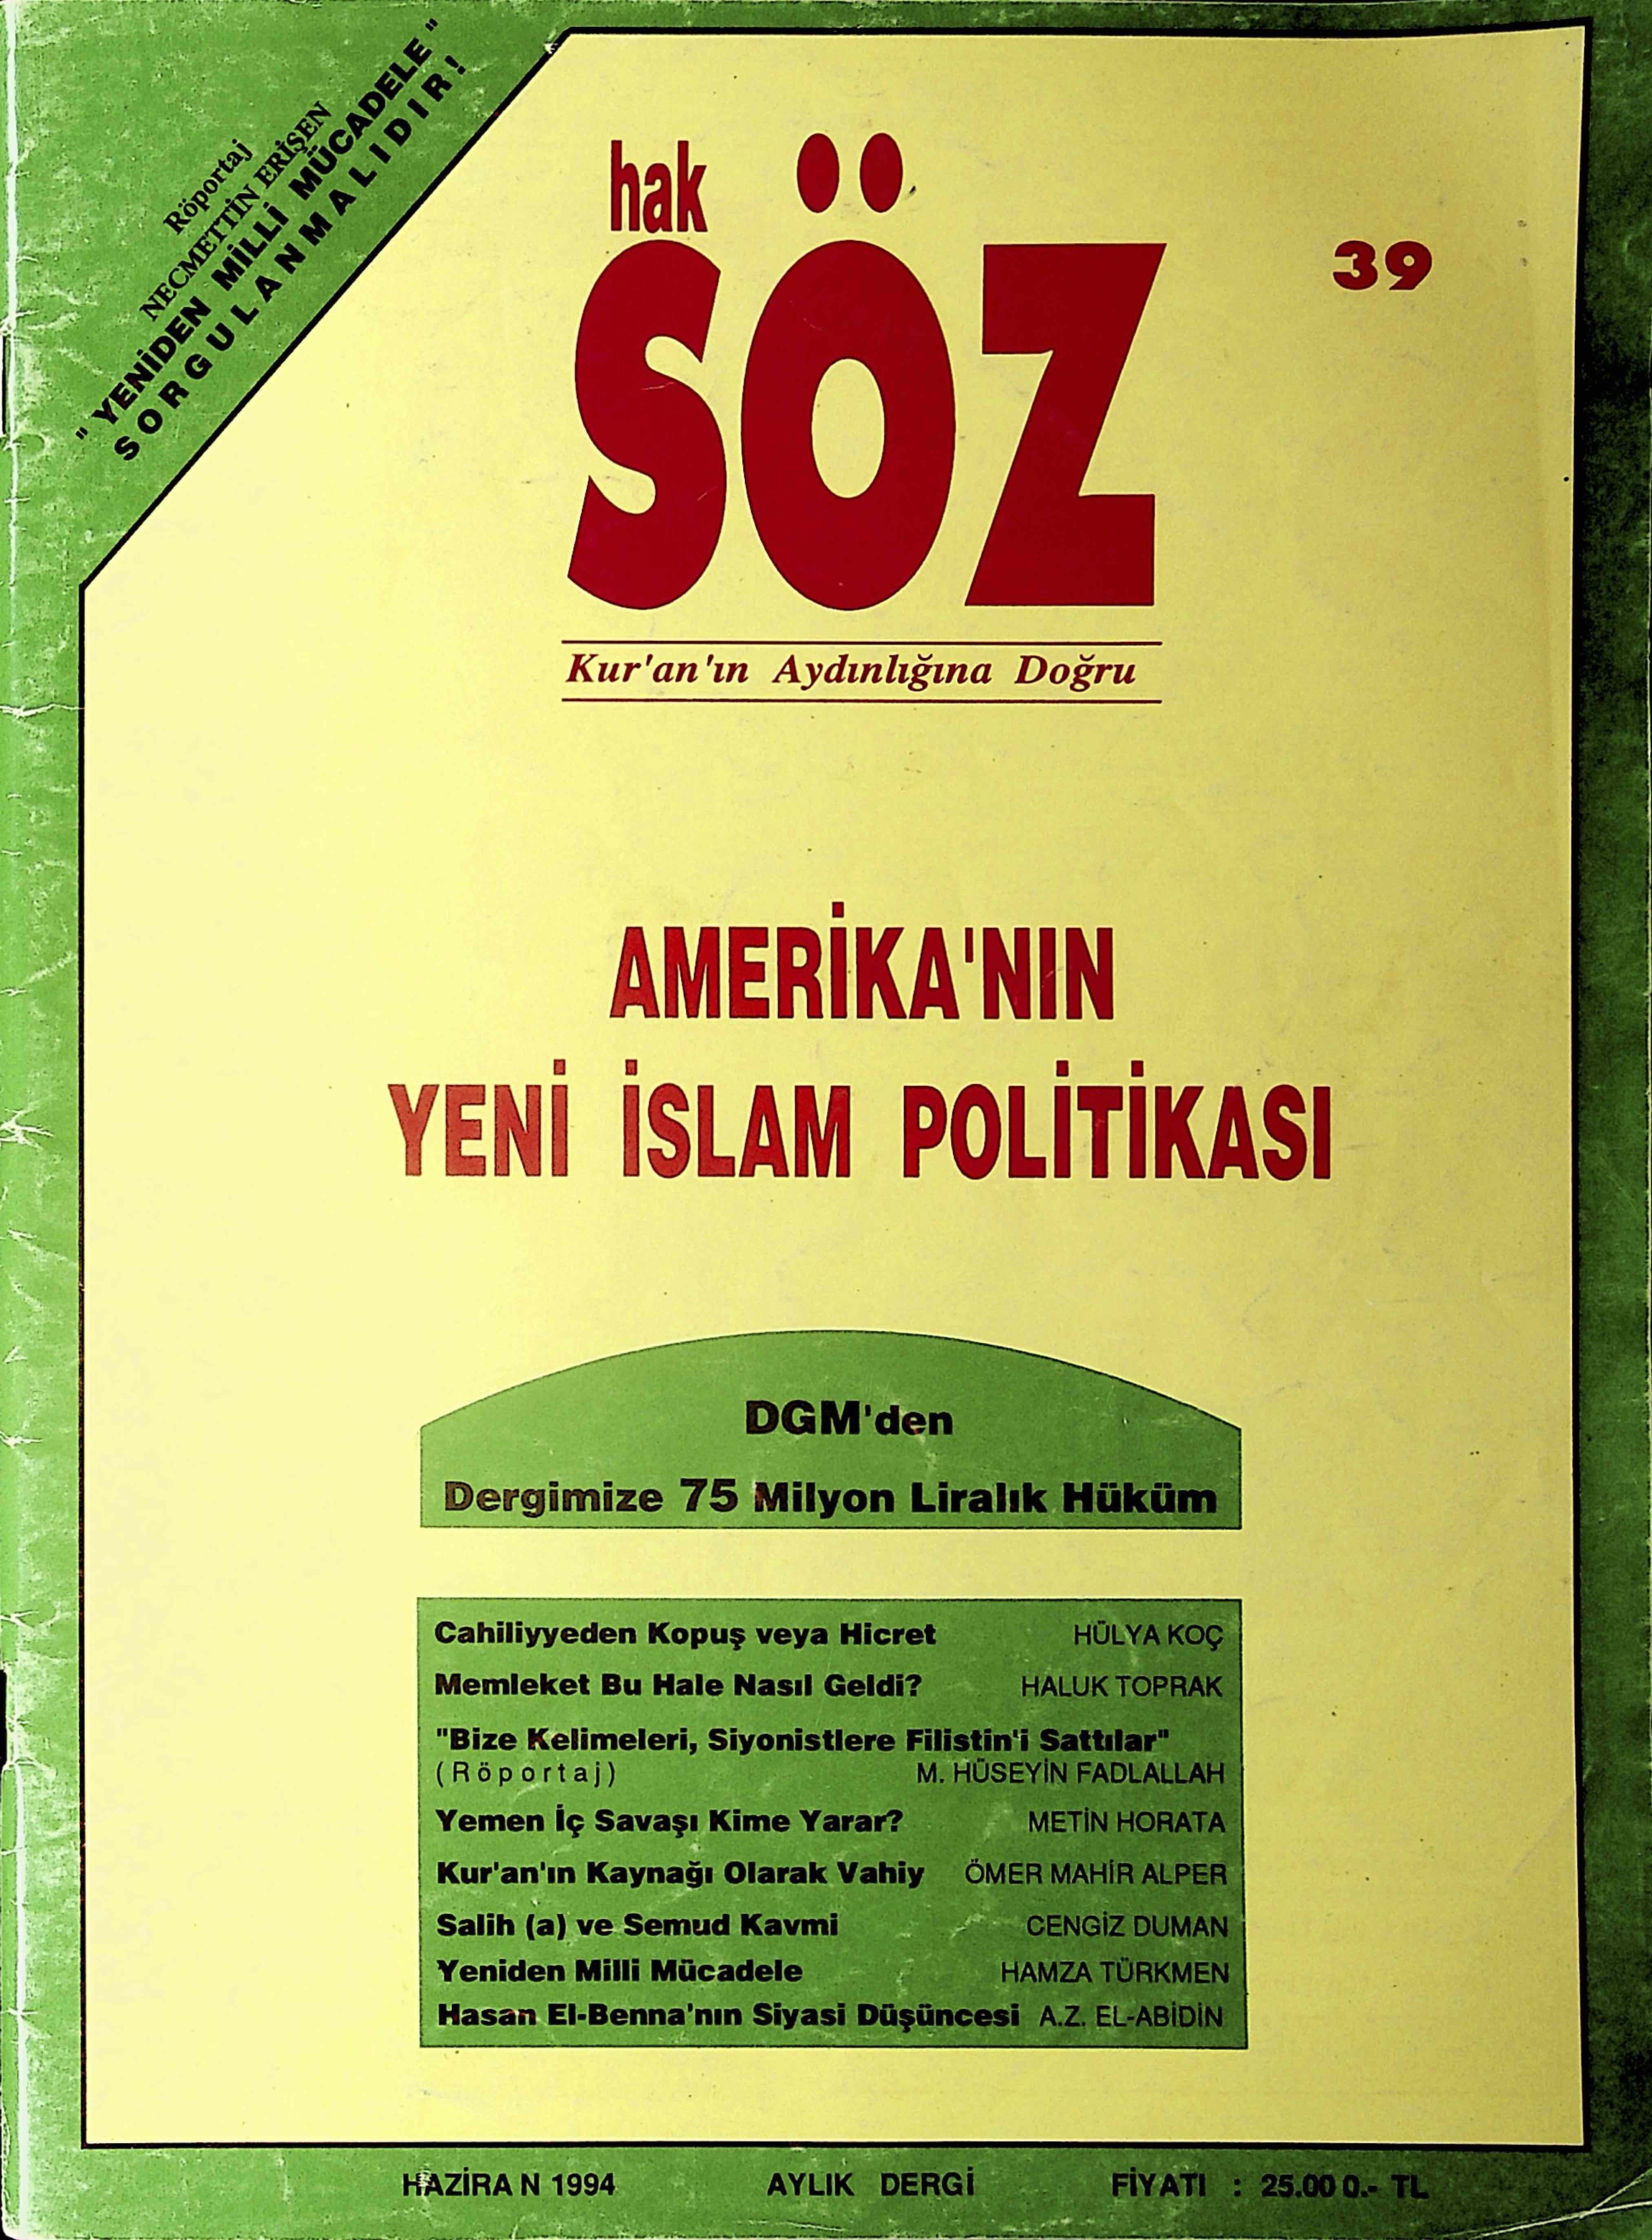 Röportaj
NECMETTİN ERİŞEN
" YENİDEN MİLLİ MÜCADELE "
SORGULANMALIDIR!
hak
SÖZ
39
Kur'an'ın Aydınlığına Doğru
AMERİKA'NIN
YENİ İSLAM POLİTİKASI
DGM'den
Dergimize 75 Milyon Liralık Hüküm
Cahiliyyeden Kopuş veya Hicret HÜLYA KOÇ
Memleket Bu Hale Nasıl Geldi? HALUK TOPRAK
"Bize Kelimeleri, Siyonistlere Filistin'i Sattılar"
(Röportaj) M. HÜSEYİN FADLALLAH
Yemen İç Savaşı Kime Yarar? METİN HORATA
Kur'an'ın Kaynağı Olarak Vahiy ÖMER MAHİR ALPER
Salih (a) ve Semud Kavmi CENGİZ DUMAN
Yeniden Milli Mücadele HAMZA TÜRKMEN
Hasan El-Benna'nın Siyasi Düşüncesi A.Z. EL-ABİDİN
HAZİRAN 1994 AYLIK DERGİ FİYATI : 25.000.- TL